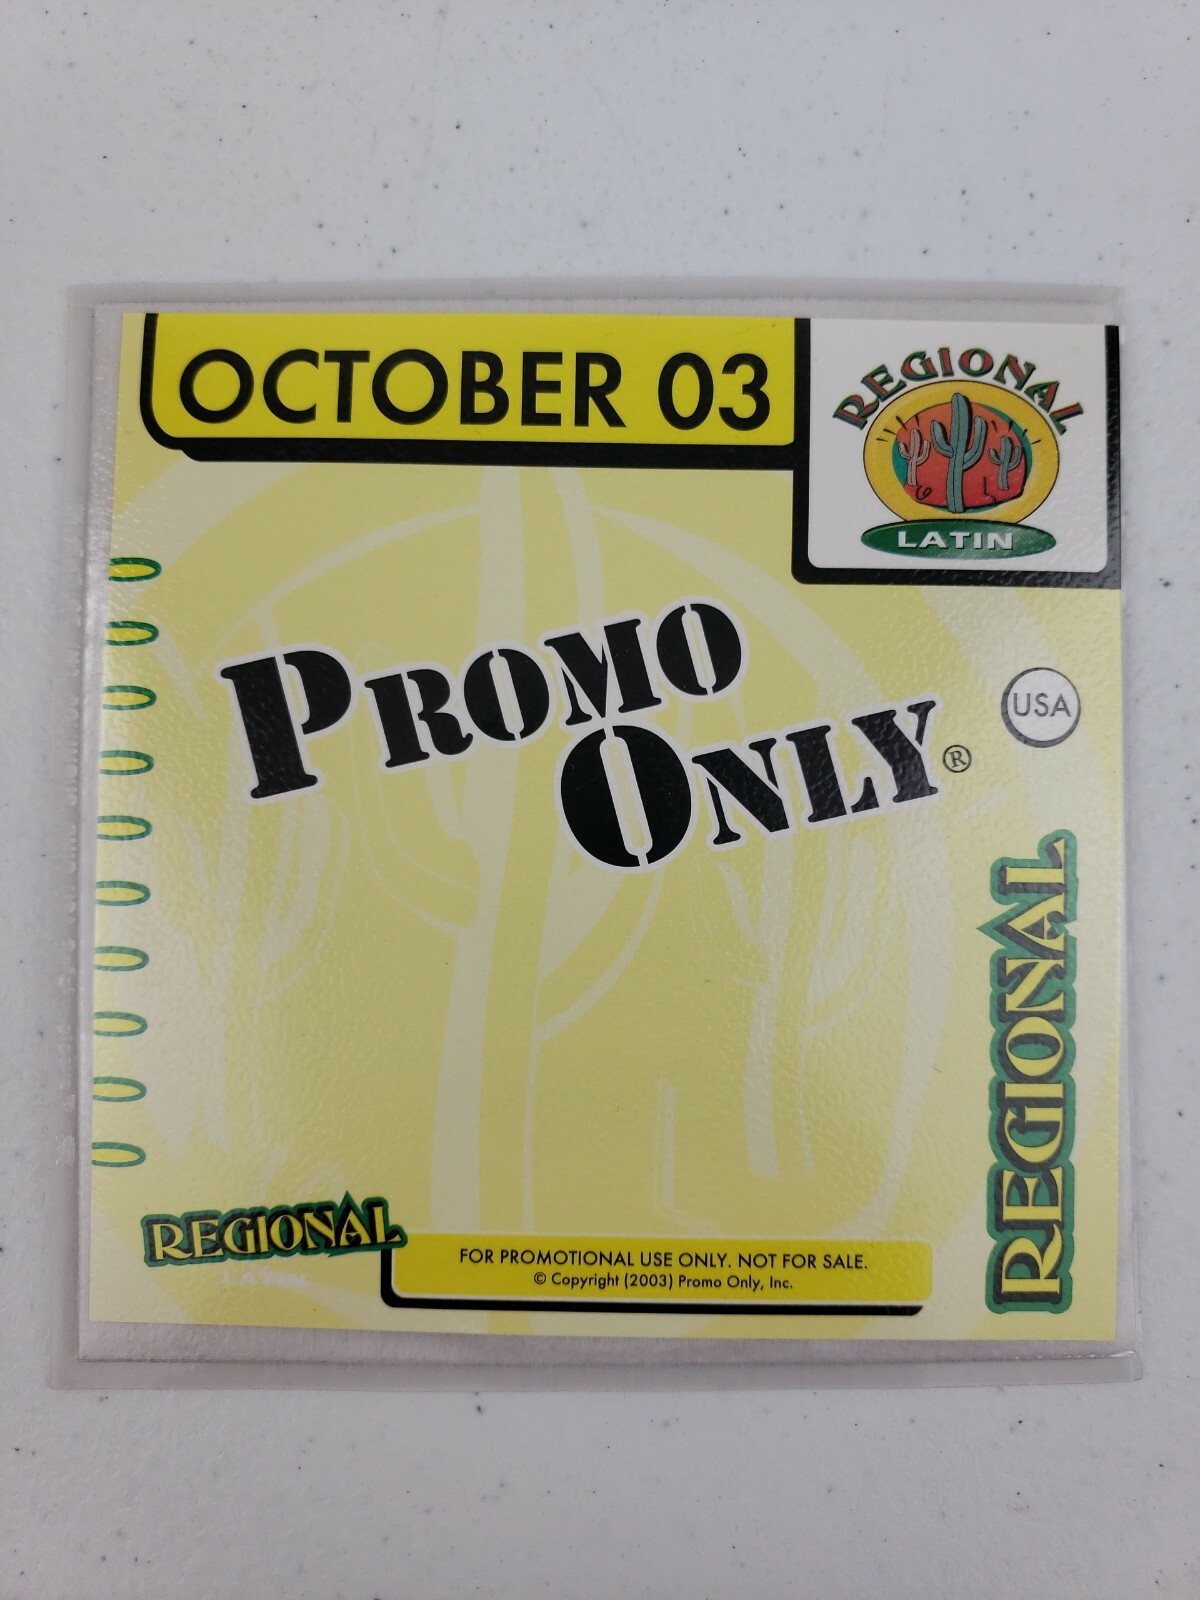 OCTOBER 03
REGIONAL
LATIN
PROMO
ONLY®
USA
REGIONAL
REGIONAL
LATIN
FOR PROMOTIONAL USE ONLY. NOT FOR SALE.
© Copyright (2003) Promo Only, Inc.